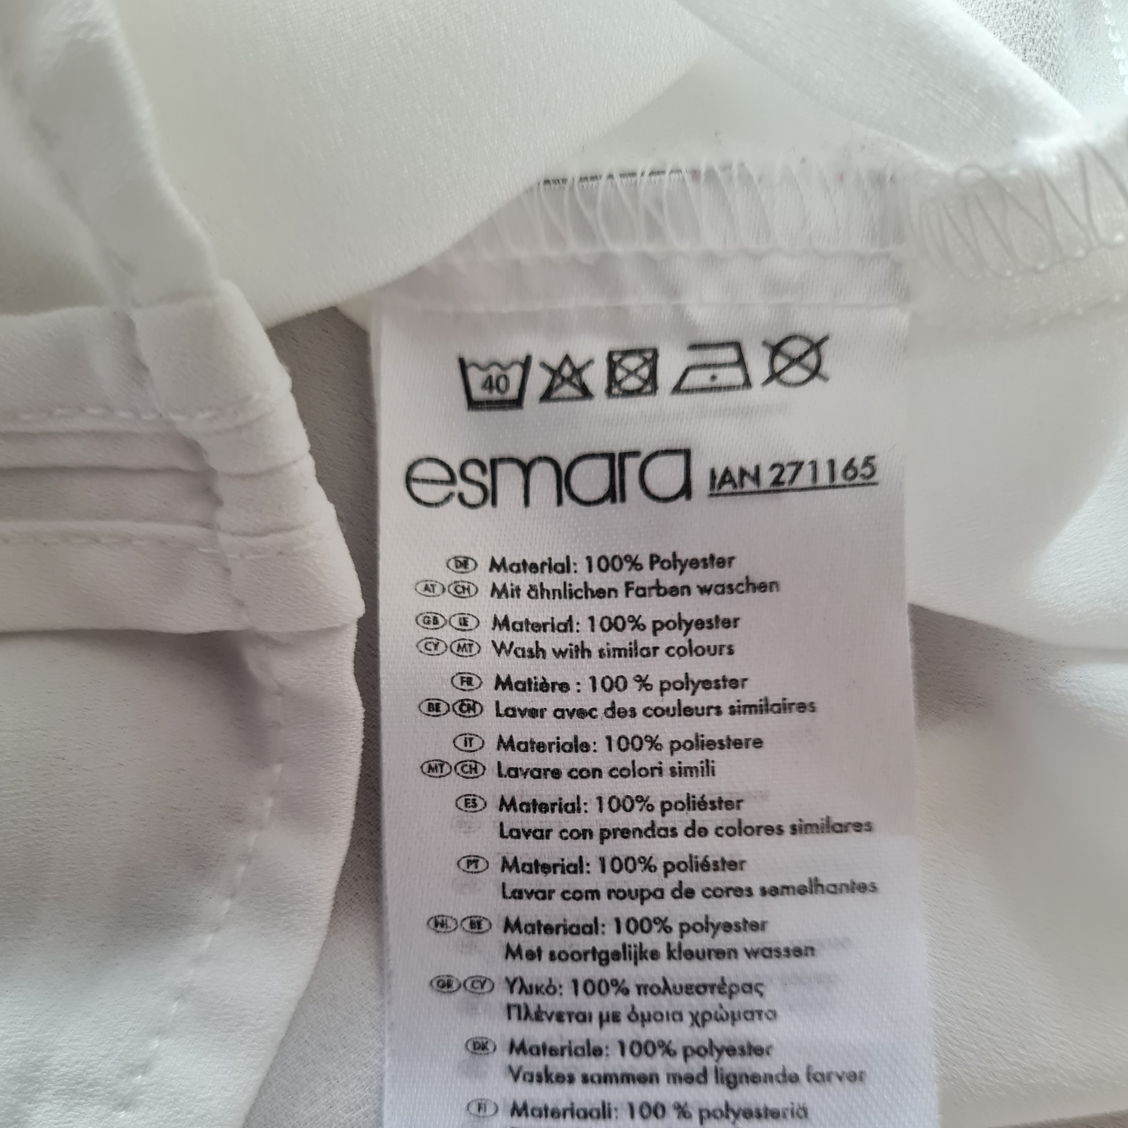 40
esmara IAN 271165
DE Material: 100% Polyester
AT CH Mit ähnlichen Farben waschen
GB IE Material: 100% polyester
CY MT Wash with similar colours
FR Matière : 100 % polyester
BE CH Laver avec des couleurs similaires
IT Materiale: 100% poliestere
MT CH Lavare con colori simili
ES Material: 100% poliéster
Lavar con prendas de colores similares
PT Material: 100% poliéster
Lavar com roupa de cores semelhantes
NL BE Materiaal: 100% polyester
Met soortgelijke kleuren wassen
GR CY Υλικό: 100% πολυεστέρας
Πλένεται με όμοια χρώματα
DK Materiale: 100% polyester
Vaskes sammen med lignende farver
FI Materiaali: 100 % polyesteriä